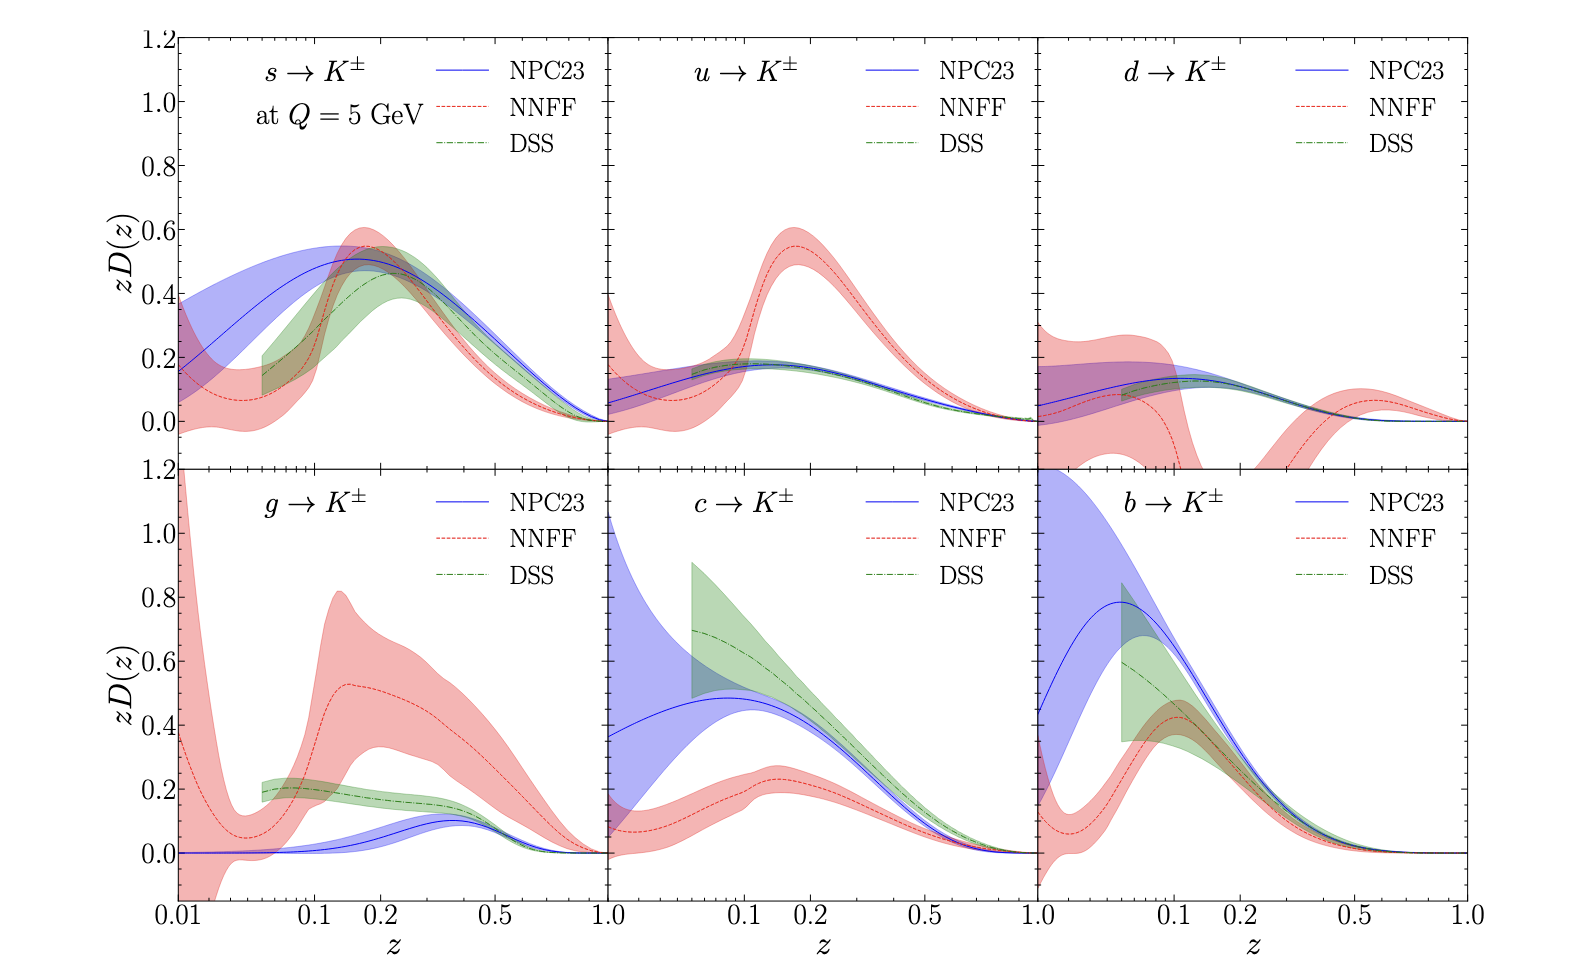 1.2
s → K± NPC23
at Q = 5 GeV NNFF
DSS
1.0
0.8
0.6
0.4
0.2
0.0
zD(z)
u → K± NPC23
NNFF
DSS
d → K± NPC23
NNFF
DSS
1.2
g → K± NPC23
NNFF
DSS
1.0
0.8
0.6
0.4
0.2
0.0
zD(z)
c → K± NPC23
NNFF
DSS
b → K± NPC23
NNFF
DSS
0.01 0.1 0.2 0.5 1.0 0.1 0.2 0.5 1.0 0.1 0.2 0.5 1.0
z z z